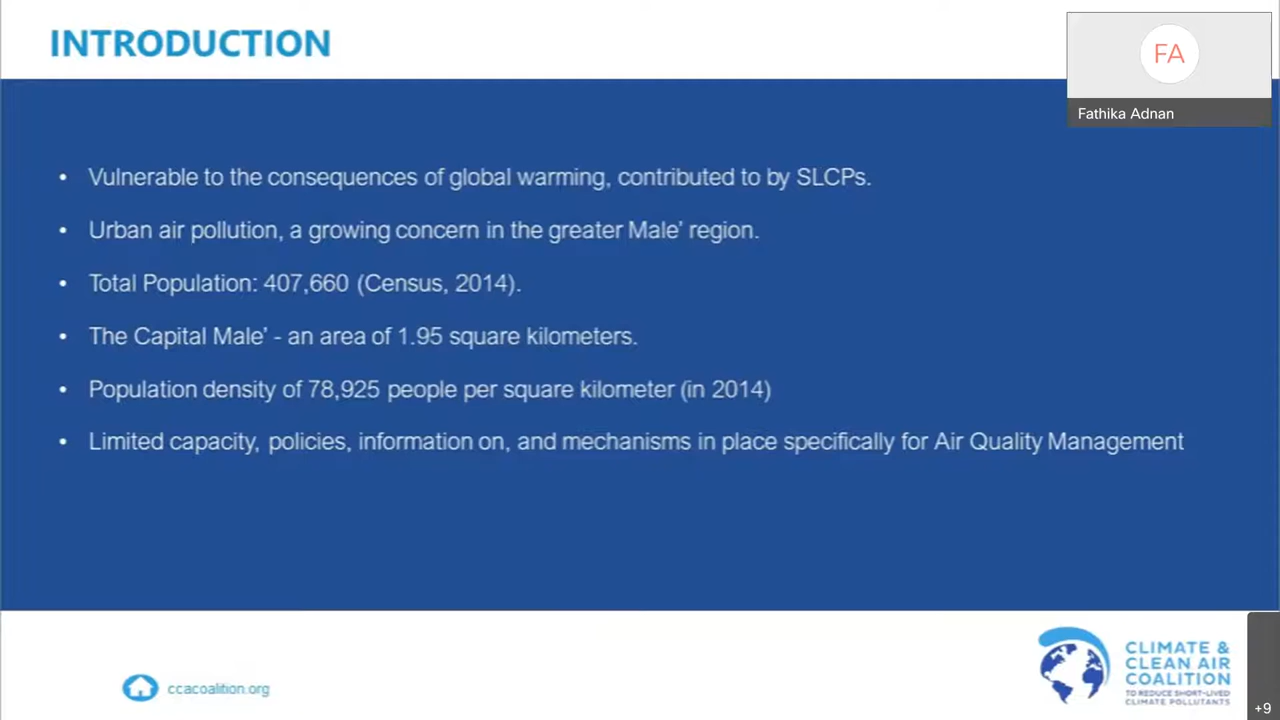 INTRODUCTION
FA
Fathika Adnan
• Vulnerable to the consequences of global warming, contributed to by SLCPs.
• Urban air pollution, a growing concern in the greater Male’ region.
• Total Population: 407,660 (Census, 2014).
• The Capital Male’ - an area of 1.95 square kilometers.
• Population density of 78,925 people per square kilometer (in 2014)
• Limited capacity, policies, information on, and mechanisms in place specifically for Air Quality Management
ccacoalition.org
CLIMATE &
CLEAN AIR
COALITION
TO REDUCE SHORT-LIVED
CLIMATE POLLUTANTS
+9